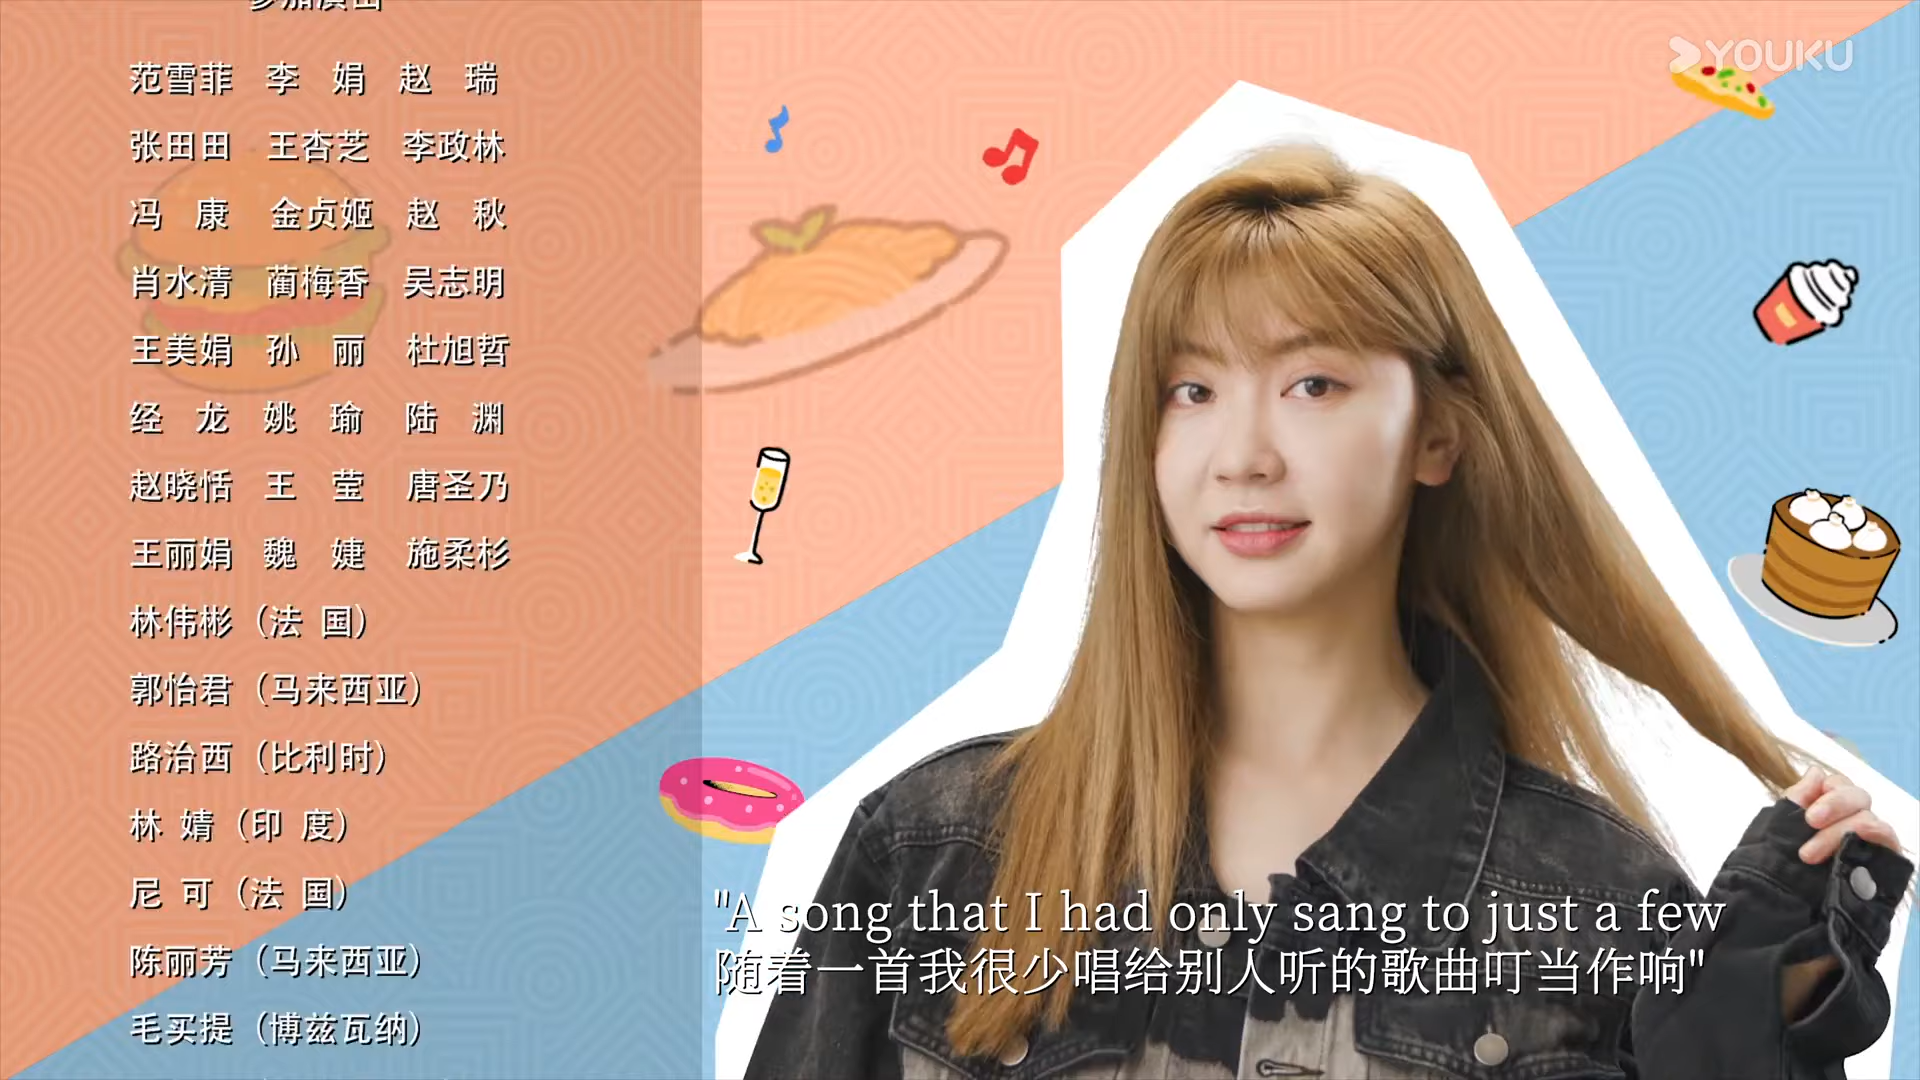 参加演出
YOUKU
范雪菲 李 娟 赵 瑞
张田田 王杏芝 李政林
冯 康 金贞姬 赵 秋
肖水清 蔺梅香 吴志明
王美娟 孙 丽 杜旭哲
经 龙 姚 瑜 陆 渊
赵晓恬 王 莹 唐圣乃
王丽娟 魏 婕 施柔杉
林伟彬（法 国）
郭怡君（马来西亚）
路治西（比利时）
林 婧（印 度）
尼 可（法 国）
陈丽芳（马来西亚）
毛买提（博兹瓦纳）
"A song that I had only sang to just a few
随着一首我很少唱给别人听的歌曲叮当作响"